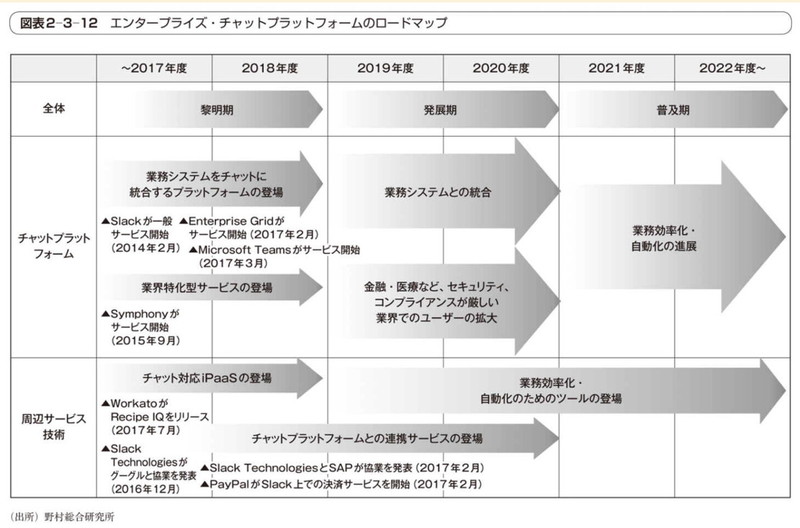 図表2-3-12 エンタープライズ・チャットプラットフォームのロードマップ
～2017年度 2018年度 2019年度 2020年度 2021年度 2022年度～
全体
黎明期
発展期
普及期
チャットプラット
フォーム
業務システムをチャットに
統合するプラットフォームの登場
▲Slackが一般
サービス開始
（2014年2月）
▲Enterprise Gridが
サービス開始（2017年2月）
▲Microsoft Teamsがサービス開始
（2017年3月）
業界特化型サービスの登場
▲Symphonyが
サービス開始
（2015年9月）
業務システムとの統合
金融・医療など、セキュリティ、
コンプライアンスが厳しい
業界でのユーザーの拡大
業務効率化・
自動化の進展
周辺サービス
技術
チャット対応iPaaSの登場
▲Workatoが
Recipe IQをリリース
（2017年7月）
▲Slack
Technologiesが
グーグルと協業を発表
（2016年12月）
業務効率化・
自動化のためのツールの登場
チャットプラットフォームとの連携サービスの登場
▲Slack TechnologiesとSAPが協業を発表（2017年2月）
▲PayPalがSlack上での決済サービスを開始（2017年2月）
（出所）野村総合研究所